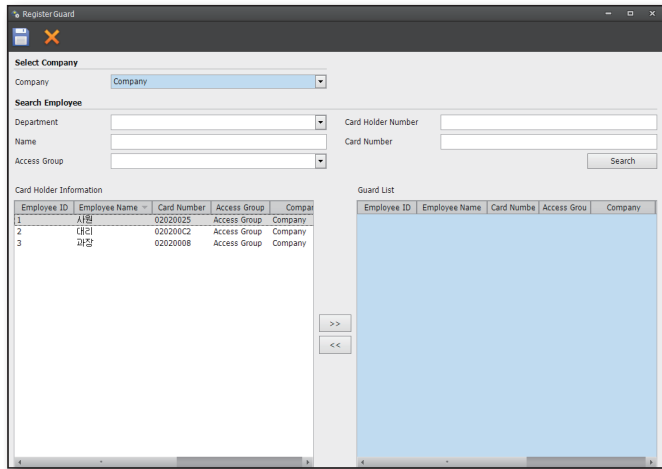 RegisterGuard
Select Company
Company Company
Search Employee
Department Card Holder Number
Name Card Number
Access Group Search
Card Holder Information Guard List
Employee ID Employee Name Card Number Access Group Compar Employee ID Employee Name Card Numbe Access Grou Company
1 사원 02020025 Access Group Company
2 대리 020200C2 Access Group Company
3 과장 02020008 Access Group Company
>>
<<